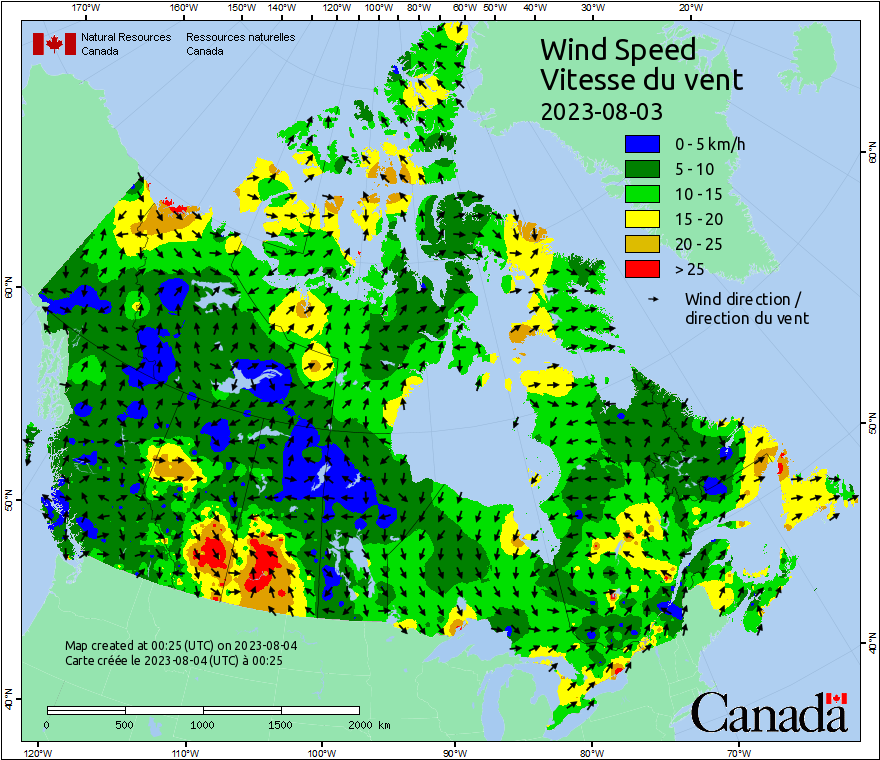 170°W 160°W 150°W 140°W 120°W 100°W 80°W 60°W 50°W 40°W 30°W 20°W
Natural Resources Ressources naturelles
Canada Canada
Wind Speed
Vitesse du vent
2023-08-03
0 - 5 km/h
5 - 10
10 - 15
15 - 20
20 - 25
> 25
Wind direction /
direction du vent
60°N 60°N
50°N 50°N
40°N 40°N
Map created at 00:25 (UTC) on 2023-08-04
Carte créée le 2023-08-04 (UTC) à 00:25
0 500 1000 1500 2000 km
Canada
120°W 110°W 100°W 90°W 80°W 70°W